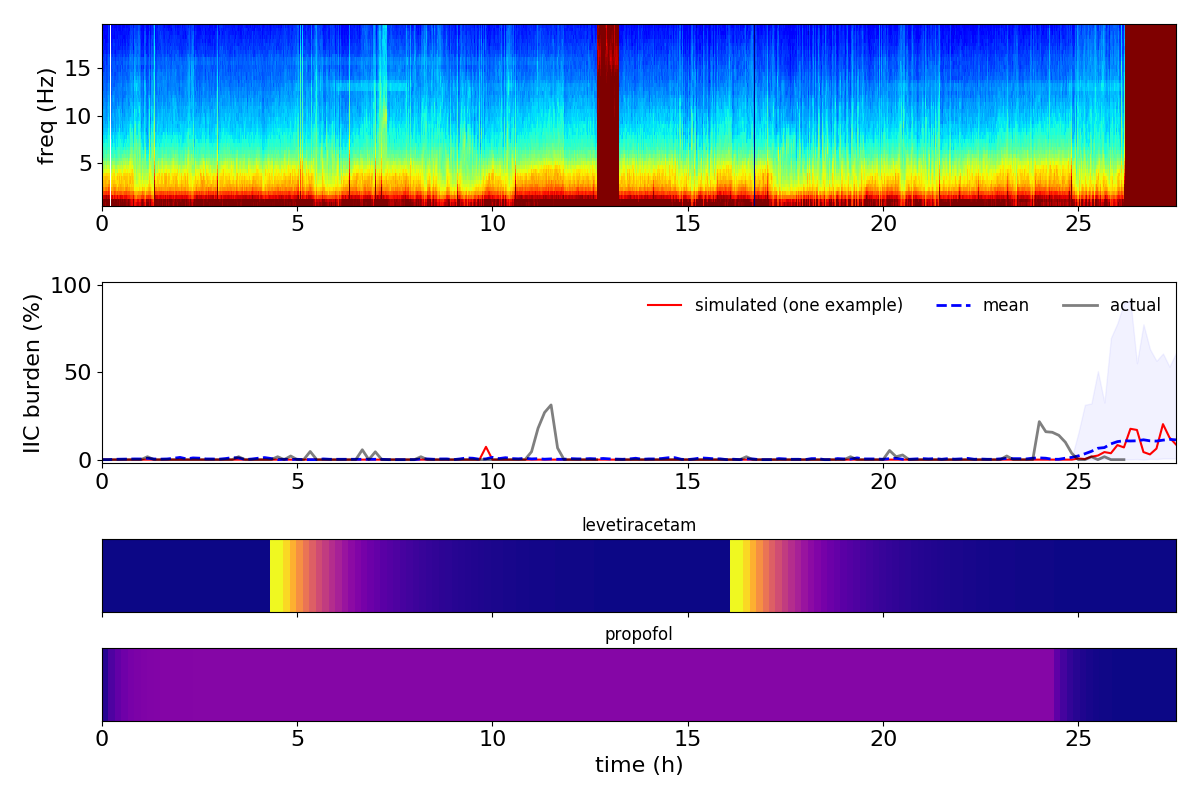 freq (Hz)
15
10
5
0 5 10 15 20 25
IIC burden (%)
100
50
0
simulated (one example) mean actual
0 5 10 15 20 25
levetiracetam
propofol
0 5 10 15 20 25
time (h)